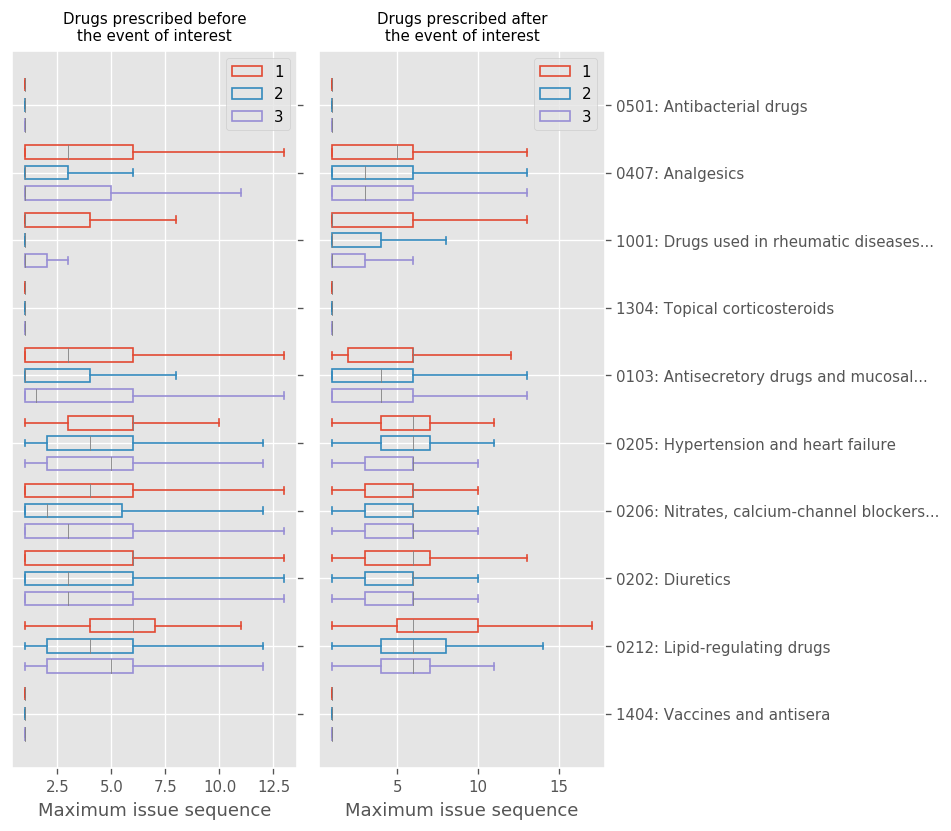 Drugs prescribed before
the event of interest
Drugs prescribed after
the event of interest
1
2
3
1
2
3
0501: Antibacterial drugs
0407: Analgesics
1001: Drugs used in rheumatic diseases...
1304: Topical corticosteroids
0103: Antisecretory drugs and mucosal...
0205: Hypertension and heart failure
0206: Nitrates, calcium-channel blockers...
0202: Diuretics
0212: Lipid-regulating drugs
1404: Vaccines and antisera
2.5 5.0 7.5 10.0 12.5
5 10 15
Maximum issue sequence
Maximum issue sequence